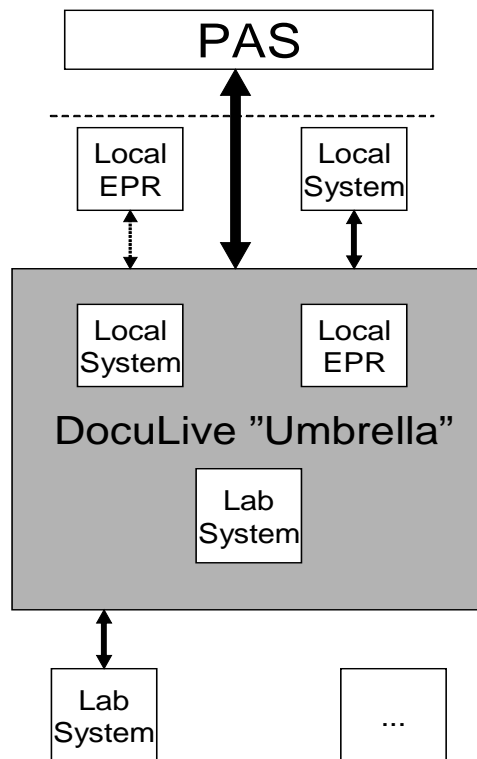 PAS
Local
EPR
Local
System
Local
System
Local
EPR
DocuLive ”Umbrella”
Lab
System
Lab
System
...